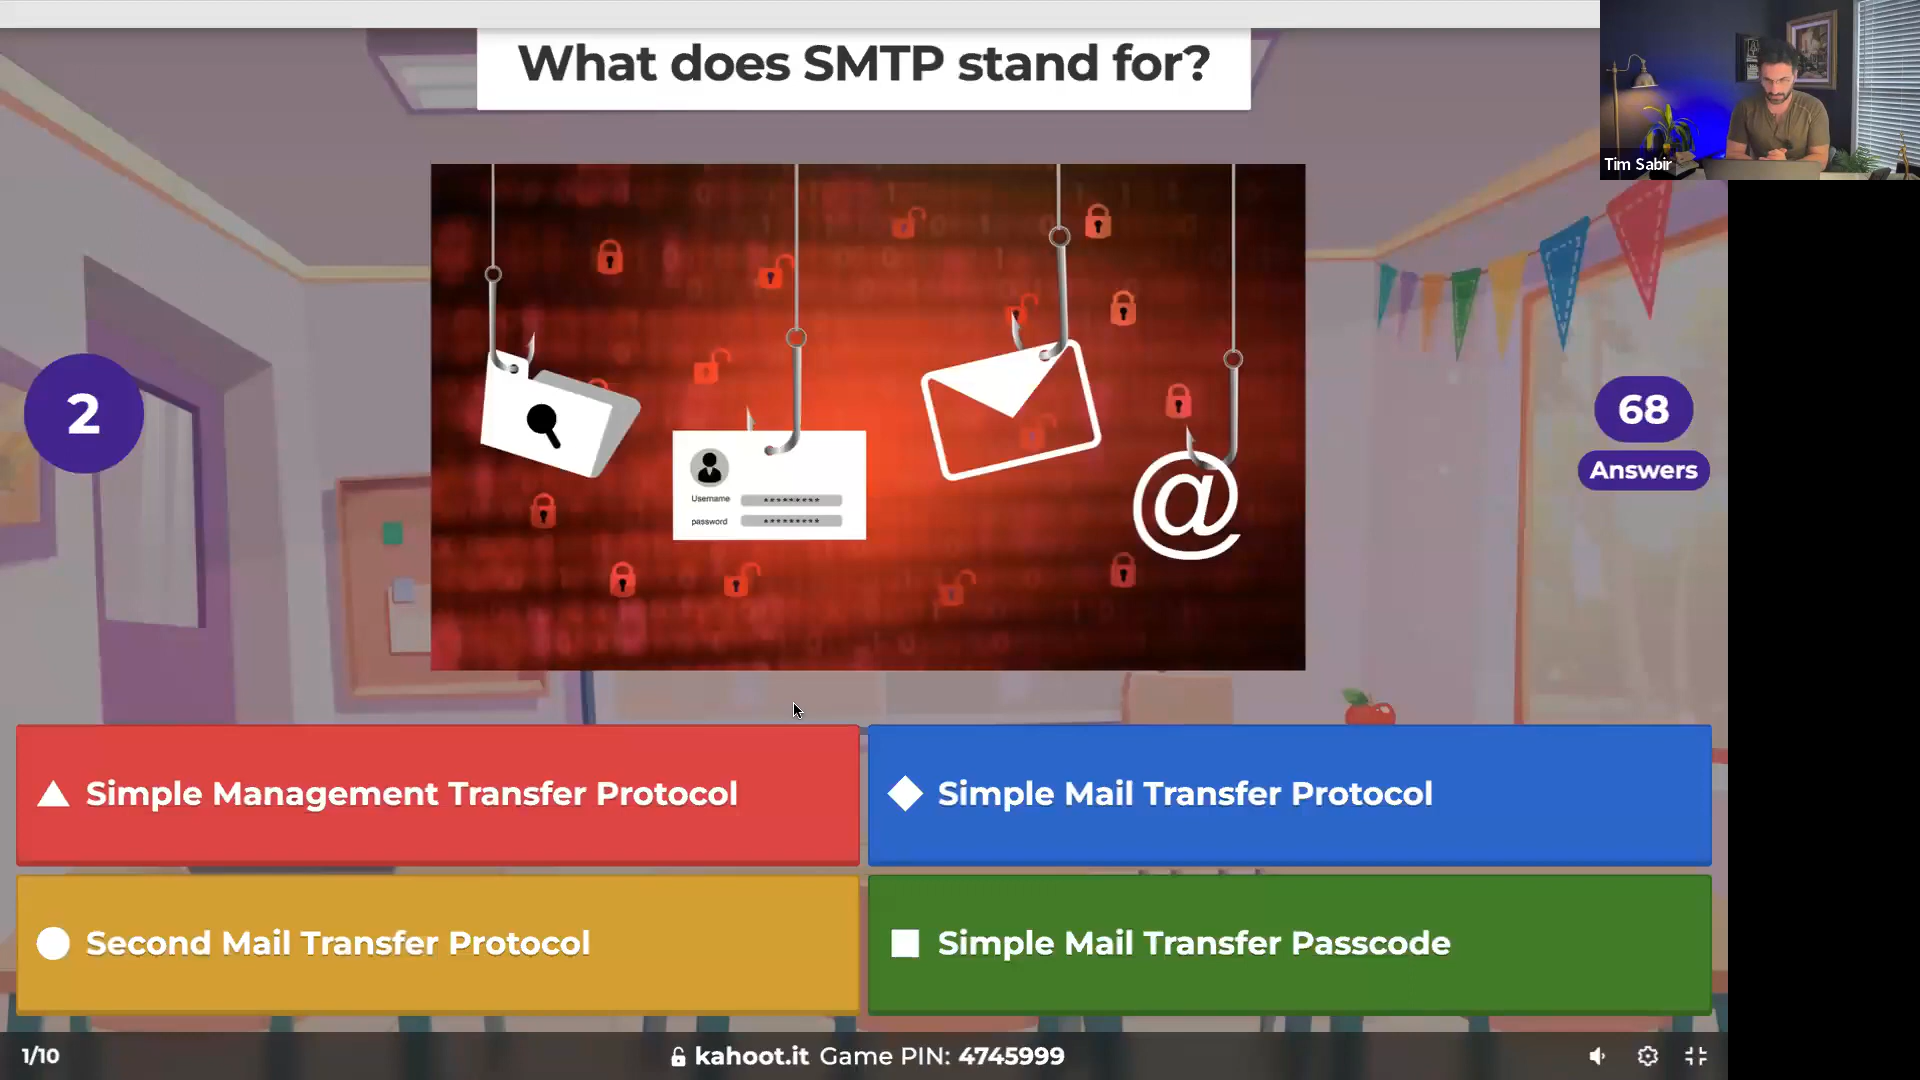 What does SMTP stand for?
Tim Sabir
Username *********
password *********
@
2
68
Answers
Simple Management Transfer Protocol
Simple Mail Transfer Protocol
Second Mail Transfer Protocol
Simple Mail Transfer Passcode
1/10
kahoot.it Game PIN: 4745999